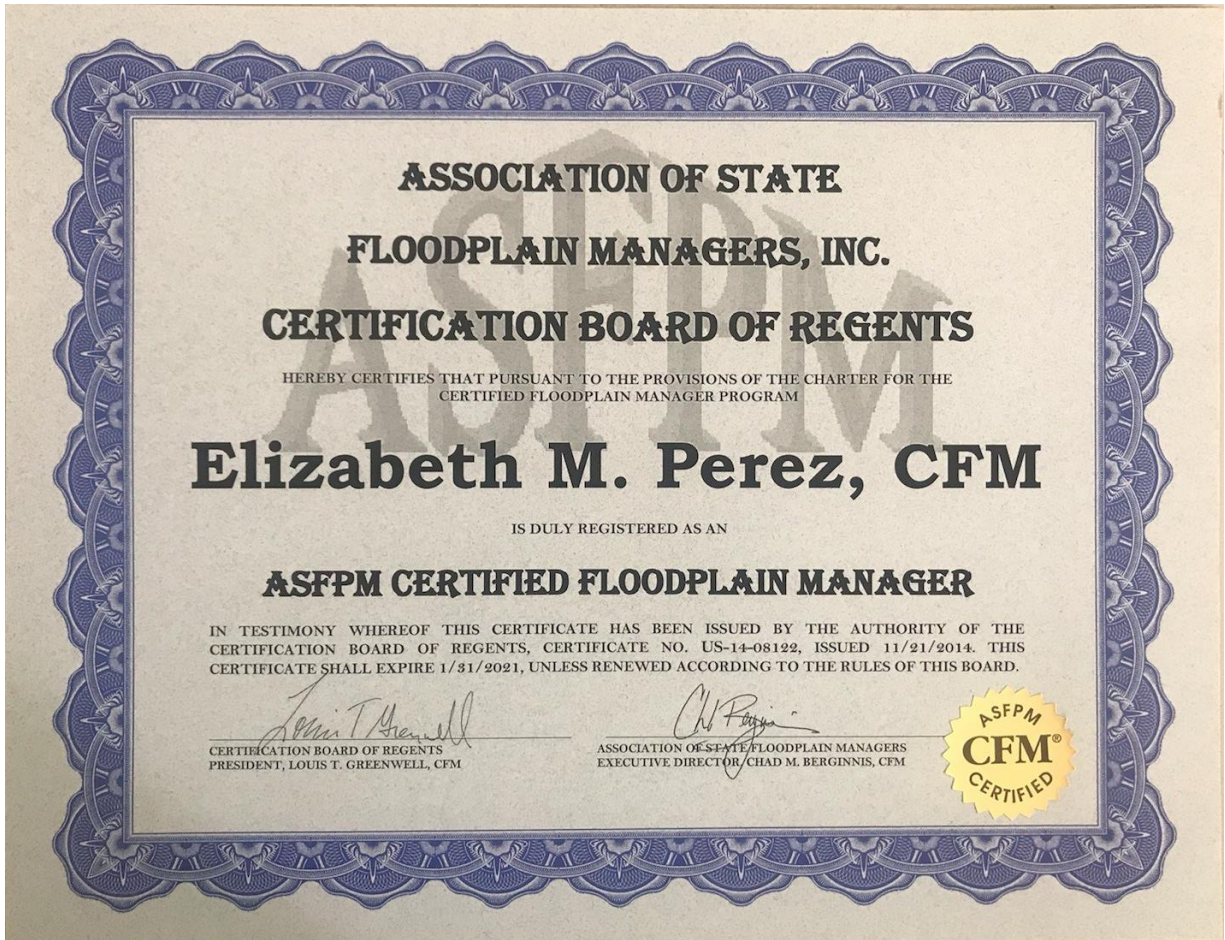 ASFPM
ASSOCIATION OF STATE
FLOODPLAIN MANAGERS, INC.
CERTIFICATION BOARD OF REGENTS
HEREBY CERTIFIES THAT PURSUANT TO THE PROVISIONS OF THE CHARTER FOR THE
CERTIFIED FLOODPLAIN MANAGER PROGRAM
Elizabeth M. Perez, CFM
IS DULY REGISTERED AS AN
ASFPM CERTIFIED FLOODPLAIN MANAGER
IN TESTIMONY WHEREOF THIS CERTIFICATE HAS BEEN ISSUED BY THE AUTHORITY OF THE
CERTIFICATION BOARD OF REGENTS, CERTIFICATE NO. US-14-08122, ISSUED 11/21/2014. THIS
CERTIFICATE SHALL EXPIRE 1/31/2021, UNLESS RENEWED ACCORDING TO THE RULES OF THIS BOARD.
Louis T Greenwell
CERTIFICATION BOARD OF REGENTS
PRESIDENT, LOUIS T. GREENWELL, CFM
ASSOCIATION OF STATE FLOODPLAIN MANAGERS
EXECUTIVE DIRECTOR, CHAD M. BERGINNIS, CFM
ASFPM
CFM®
CERTIFIED